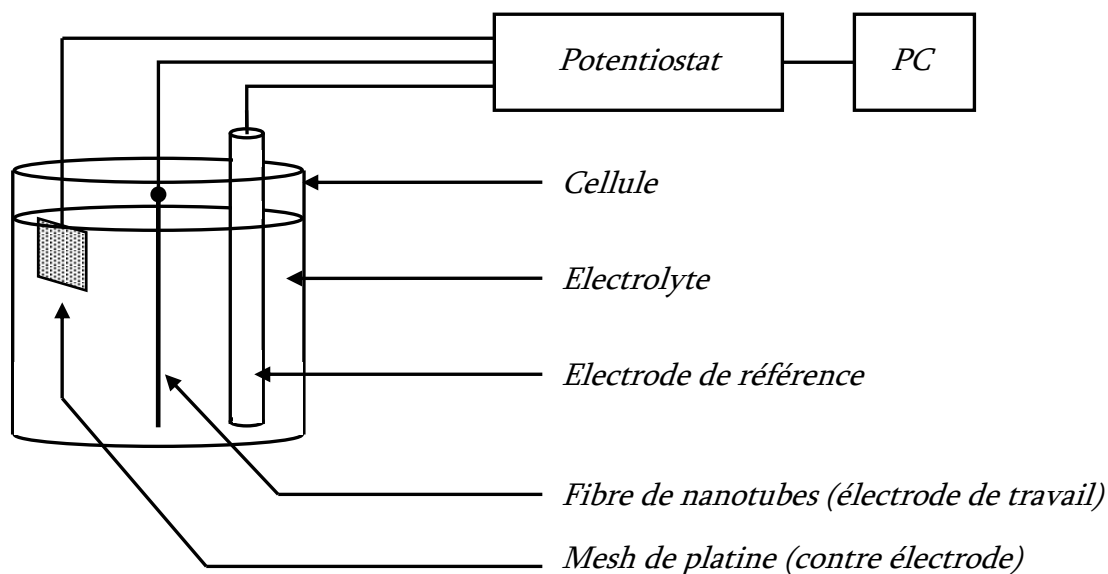 Potentiostat
PC
Cellule
Electrolyte
Electrode de référence
Fibre de nanotubes (électrode de travail)
Mesh de platine (contre électrode)